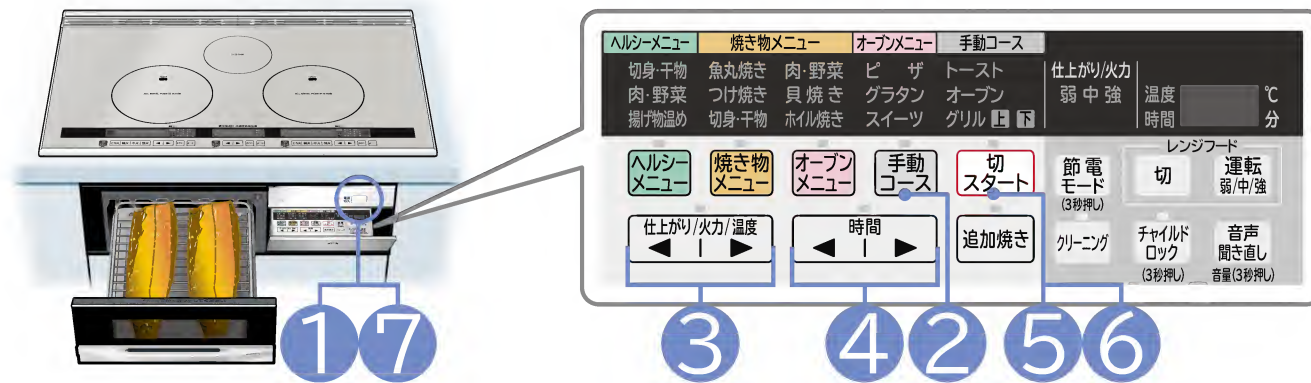 ヘルシーメニュー 焼き物メニュー オーブンメニュー 手動コース
切身・干物 魚丸焼き 肉・野菜 ピザ トースト 仕上がり/火力
肉・野菜 つけ焼き 貝焼き グラタン オーブン 弱 中 強 温度 ℃
揚げ物温め 切身・干物 ホイル焼き スイーツ グリル 上 下 時間 分
レンジフード
ヘルシーメニュー 焼き物メニュー オーブンメニュー 手動コース 切スタート 節電モード (3秒押し) 切 運転 弱/中/強
仕上がり/火力/温度 ◀ | ▶ 時間 ◀ | ▶ 追加焼き クリーニング チャイルドロック (3秒押し) 音声聞き直し 音量(3秒押し)
1 7 3 4 2 5 6